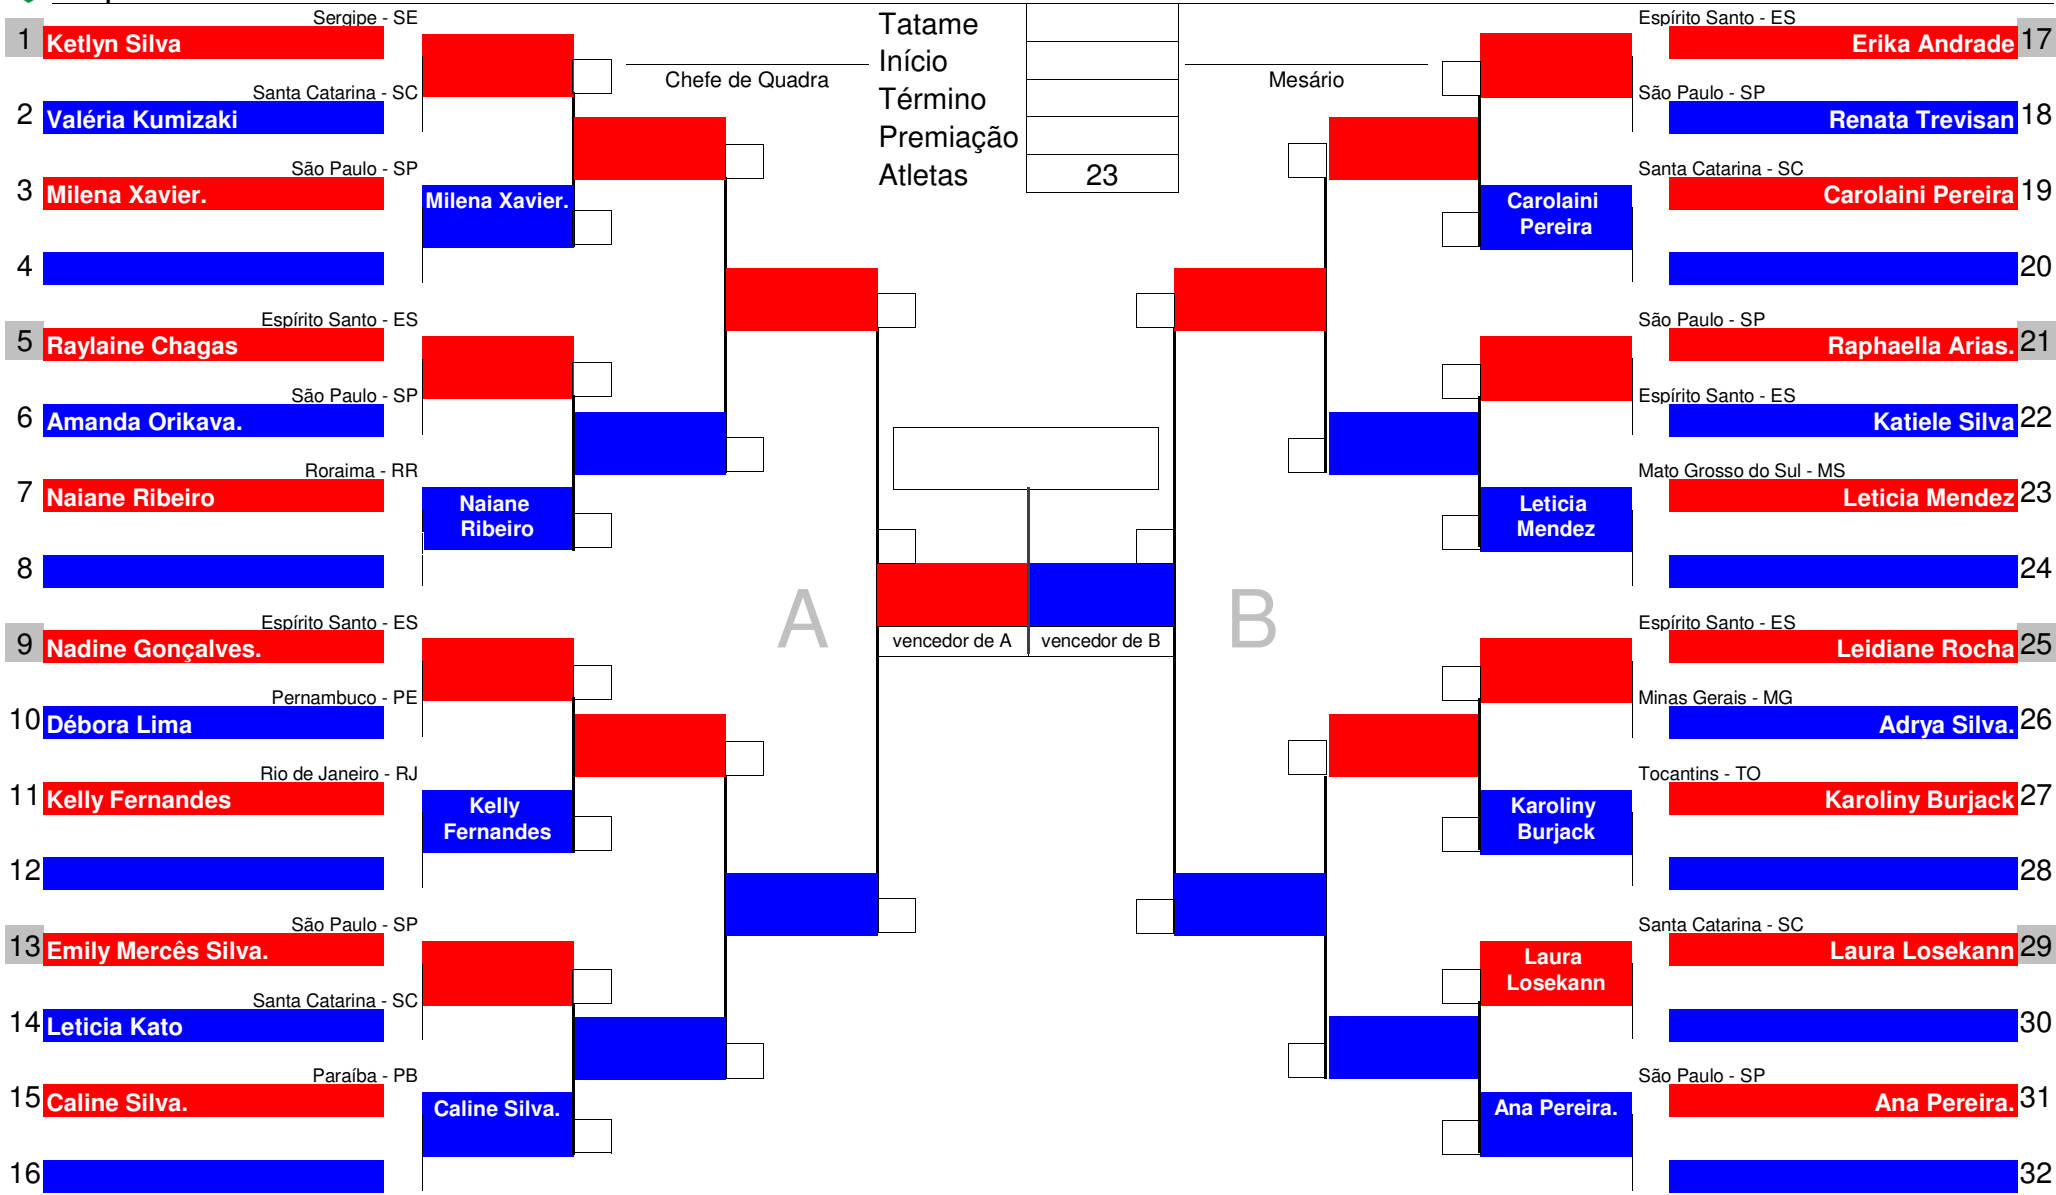 Sergipe - SE
1 Ketlyn Silva
Santa Catarina - SC
2 Valéria Kumizaki
São Paulo - SP
3 Milena Xavier.
Milena Xavier.
4
Espírito Santo - ES
5 Raylaine Chagas
São Paulo - SP
6 Amanda Orikava.
Roraima - RR
7 Naiane Ribeiro
Naiane
Ribeiro
8
Espírito Santo - ES
9 Nadine Gonçalves.
Pernambuco - PE
10 Débora Lima
Rio de Janeiro - RJ
11 Kelly Fernandes
Kelly
Fernandes
12
São Paulo - SP
13 Emily Mercês Silva.
Santa Catarina - SC
14 Leticia Kato
Paraíba - PB
15 Caline Silva.
Caline Silva.
16
Chefe de Quadra
Tatame
Início
Término
Premiação
Atletas 23
Mesário
A
B
vencedor de A
vencedor de B
Espírito Santo - ES
Erika Andrade 17
São Paulo - SP
Renata Trevisan 18
Santa Catarina - SC
Carolaini Pereira 19
Carolaini
Pereira
20
São Paulo - SP
Raphaella Arias. 21
Espírito Santo - ES
Katiele Silva 22
Mato Grosso do Sul - MS
Leticia Mendez 23
Leticia
Mendez
24
Espírito Santo - ES
Leidiane Rocha 25
Minas Gerais - MG
Adrya Silva. 26
Tocantins - TO
Karoliny Burjack 27
Karoliny
Burjack
28
Santa Catarina - SC
Laura Losekann 29
Laura
Losekann
30
São Paulo - SP
Ana Pereira. 31
Ana Pereira.
32